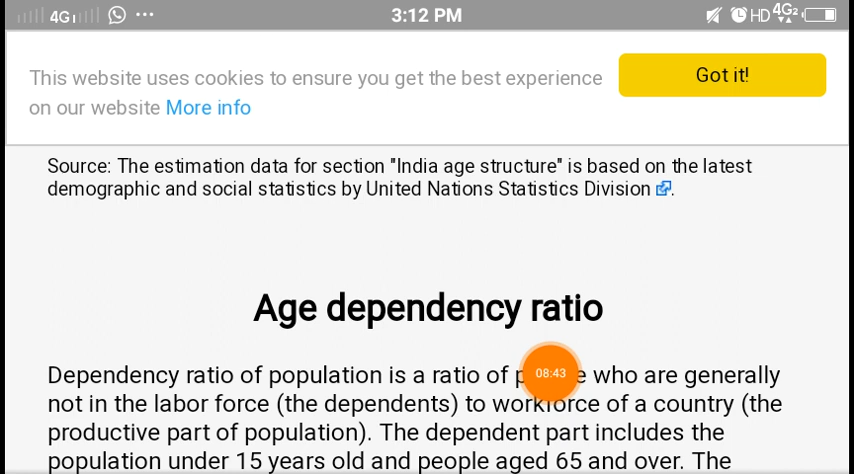 4G 3:12 PM HD 4G2
This website uses cookies to ensure you get the best experience
on our website More info
Got it!
Source: The estimation data for section "India age structure" is based on the latest
demographic and social statistics by United Nations Statistics Division.
Age dependency ratio
Dependency ratio of population is a ratio of who are generally
08:43
not in the labor force (the dependents) to workforce of a country (the
productive part of population). The dependent part includes the
population under 15 years old and people aged 65 and over. The